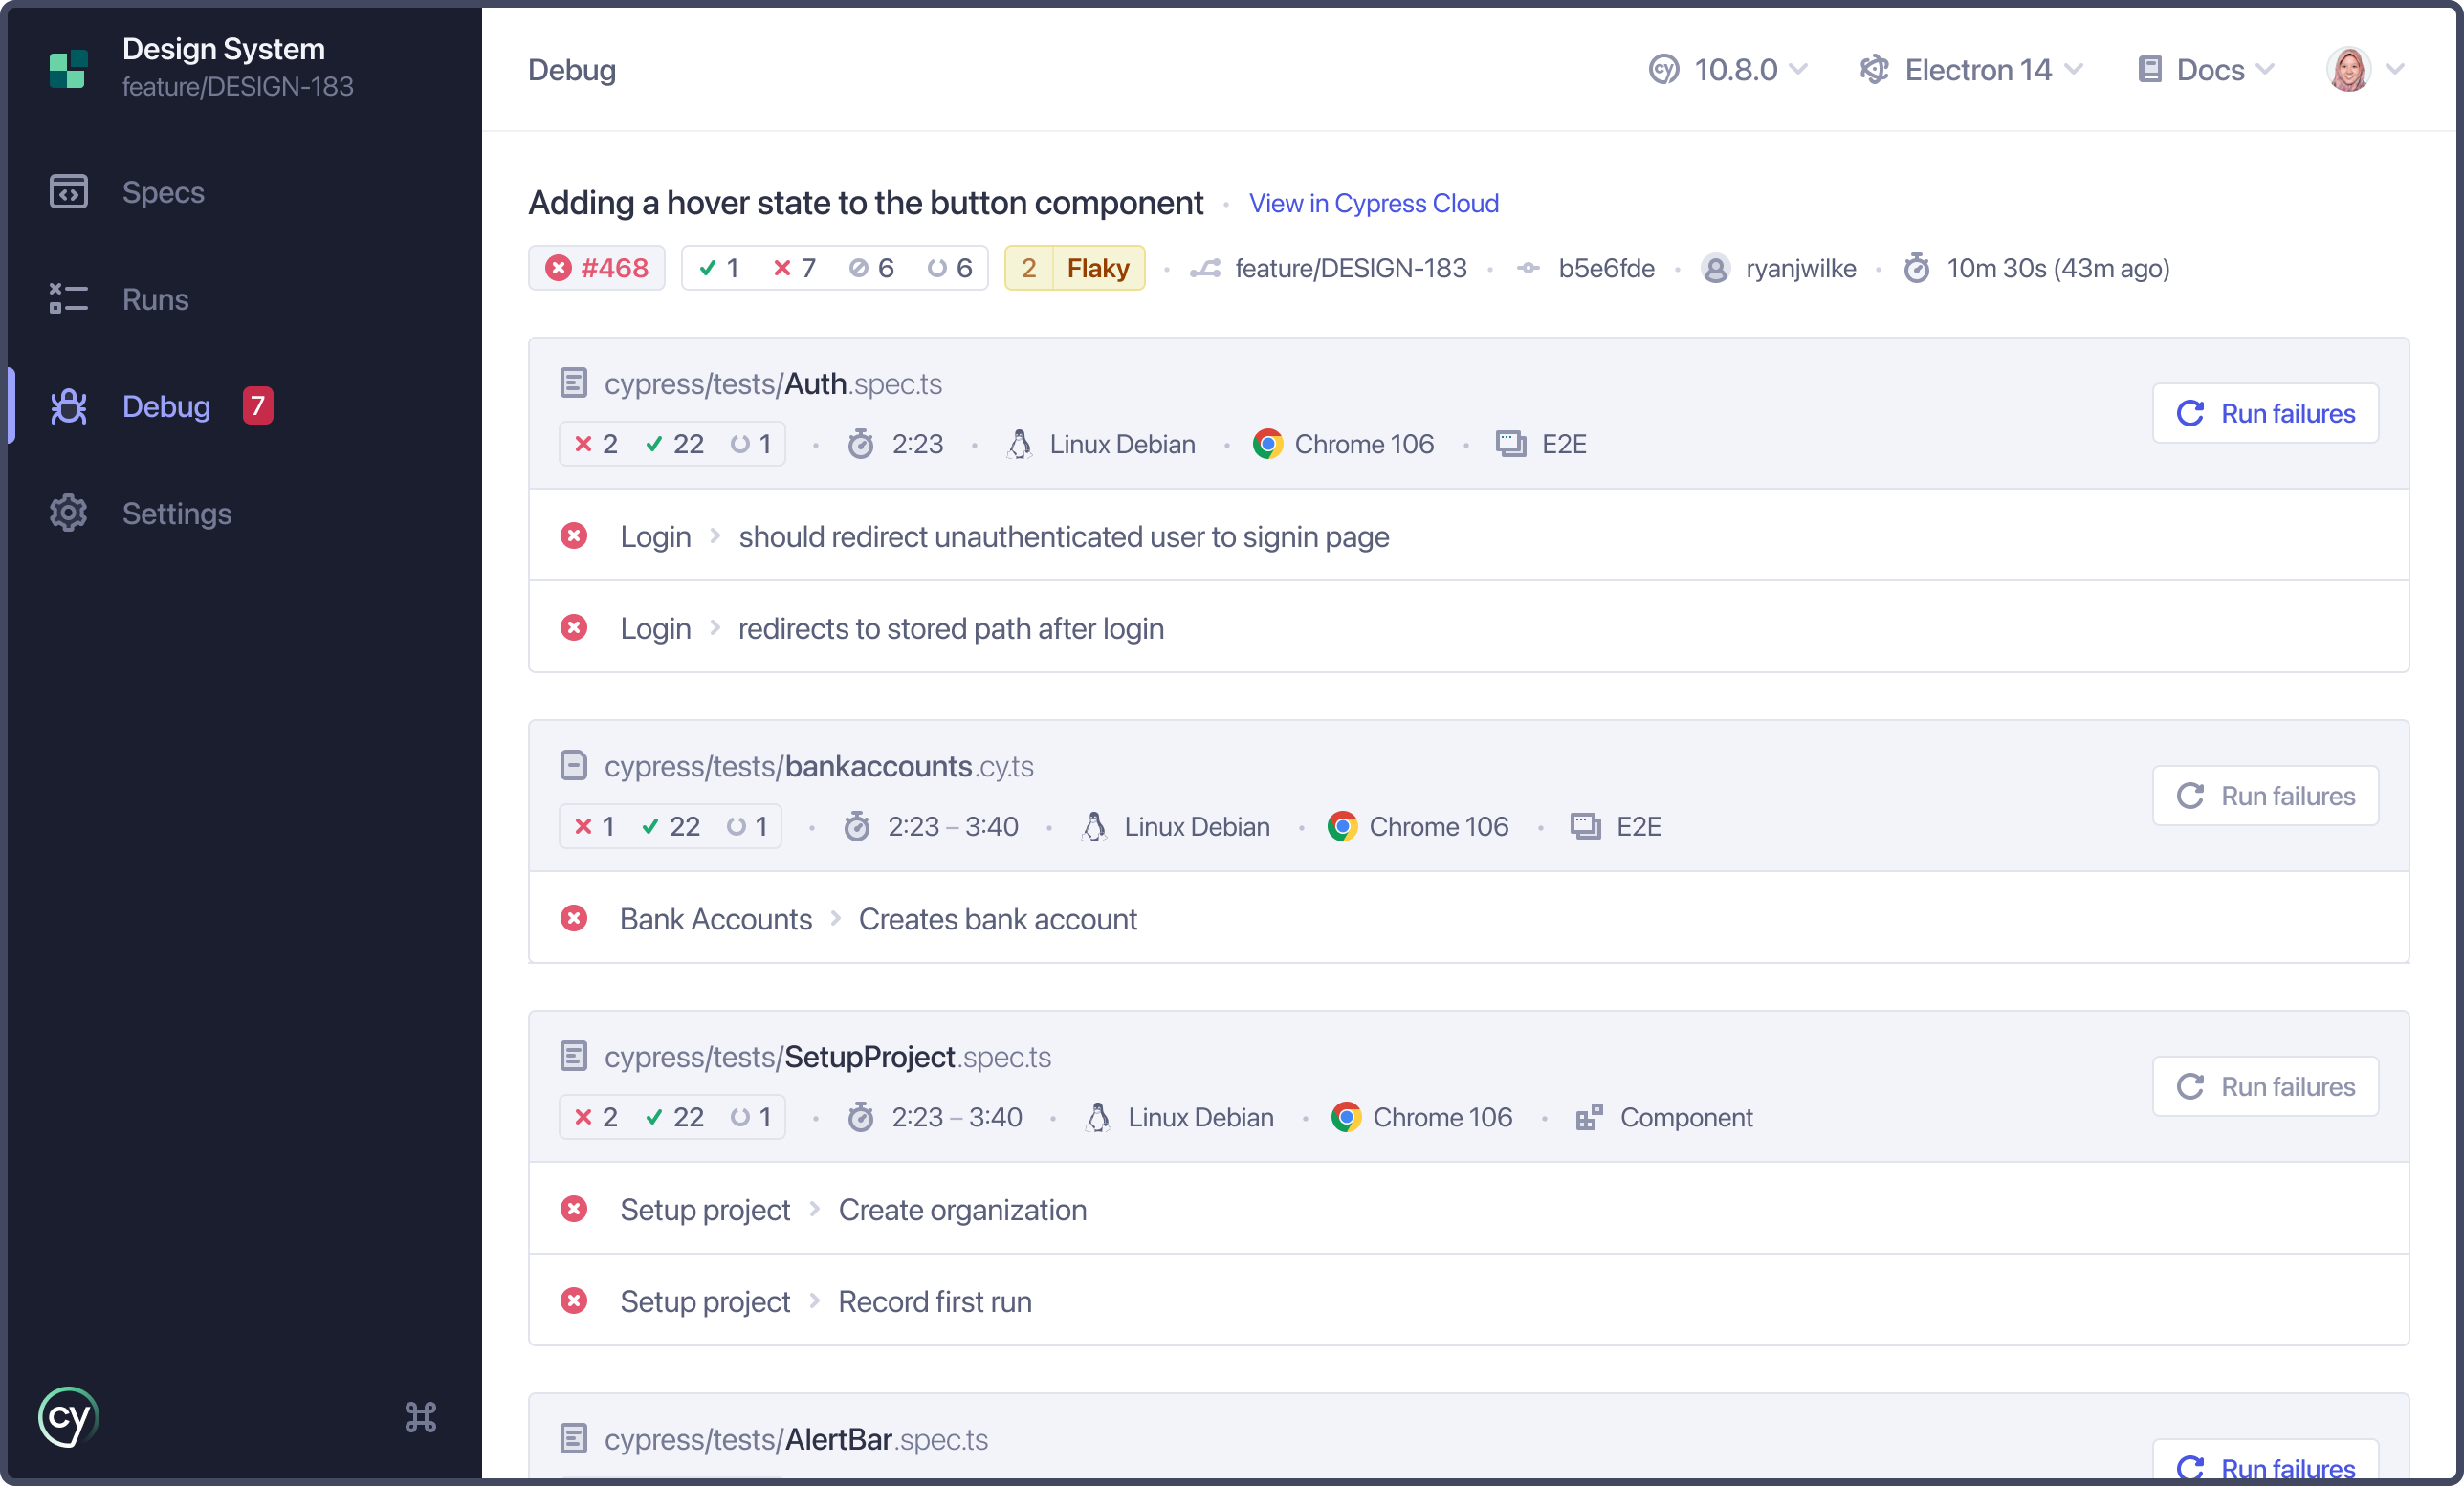 Design System
feature/DESIGN-183
Specs
Runs
Debug 7
Settings
cy
Debug
cy 10.8.0 Electron 14 Docs
Adding a hover state to the button component · View in Cypress Cloud
#468 1 7 6 6 2 Flaky · feature/DESIGN-183 · b5e6fde · ryanjwilke · 10m 30s (43m ago)
cypress/tests/Auth.spec.ts
2 22 1 · 2:23 · Linux Debian · Chrome 106 · E2E
Run failures
Login › should redirect unauthenticated user to signin page
Login › redirects to stored path after login
cypress/tests/bankaccounts.cy.ts
1 22 1 · 2:23 – 3:40 · Linux Debian · Chrome 106 · E2E
Run failures
Bank Accounts › Creates bank account
cypress/tests/SetupProject.spec.ts
2 22 1 · 2:23 – 3:40 · Linux Debian · Chrome 106 · Component
Run failures
Setup project › Create organization
Setup project › Record first run
cypress/tests/AlertBar.spec.ts
Run failures